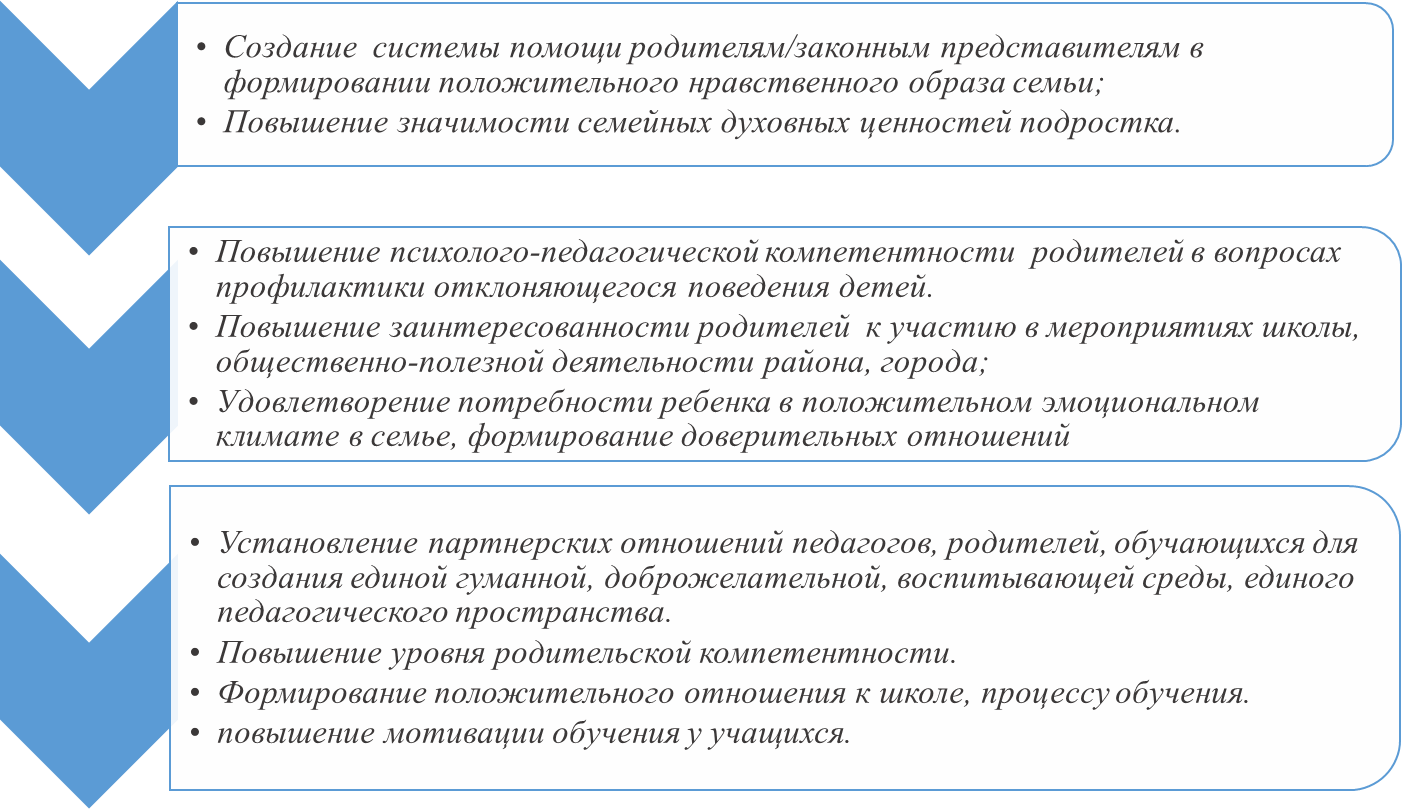 • Создание системы помощи родителям/законным представителям в
формировании положительного нравственного образа семьи;
• Повышение значимости семейных духовных ценностей подростка.
• Повышение психолого-педагогической компетентности родителей в вопросах
профилактики отклоняющегося поведения детей.
• Повышение заинтересованности родителей к участию в мероприятиях школы,
общественно-полезной деятельности района, города;
• Удовлетворение потребности ребенка в положительном эмоциональном
климате в семье, формирование доверительных отношений
• Установление партнерских отношений педагогов, родителей, обучающихся для
создания единой гуманной, доброжелательной, воспитывающей среды, единого
педагогического пространства.
• Повышение уровня родительской компетентности.
• Формирование положительного отношения к школе, процессу обучения.
• повышение мотивации обучения у учащихся.